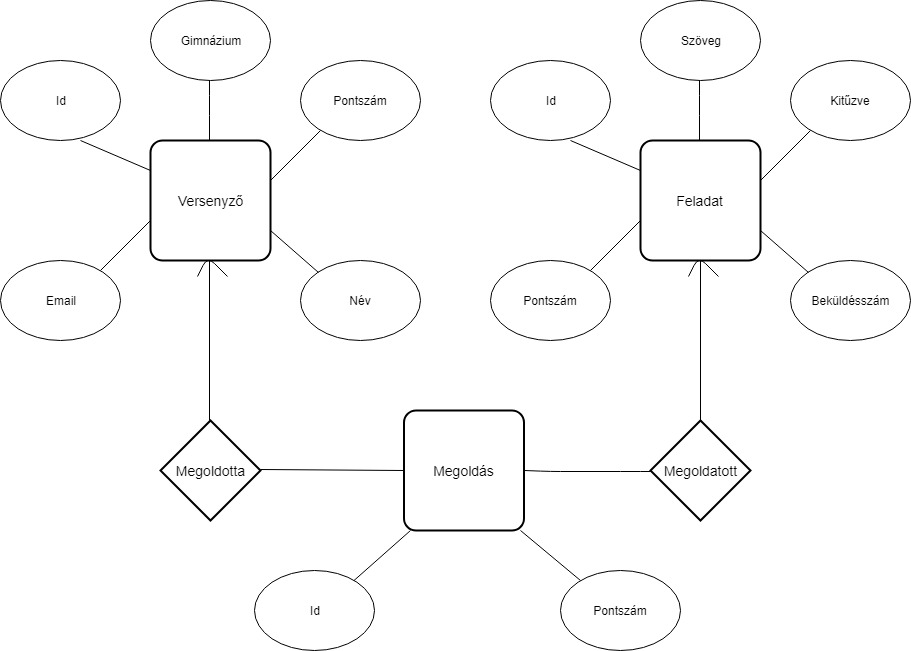 Gimnázium
Szöveg
Id
Pontszám
Id
Kitűzve
Versenyző
Feladat
Email
Név
Pontszám
Beküldésszám
Megoldotta
Megoldás
Megoldatott
Id
Pontszám